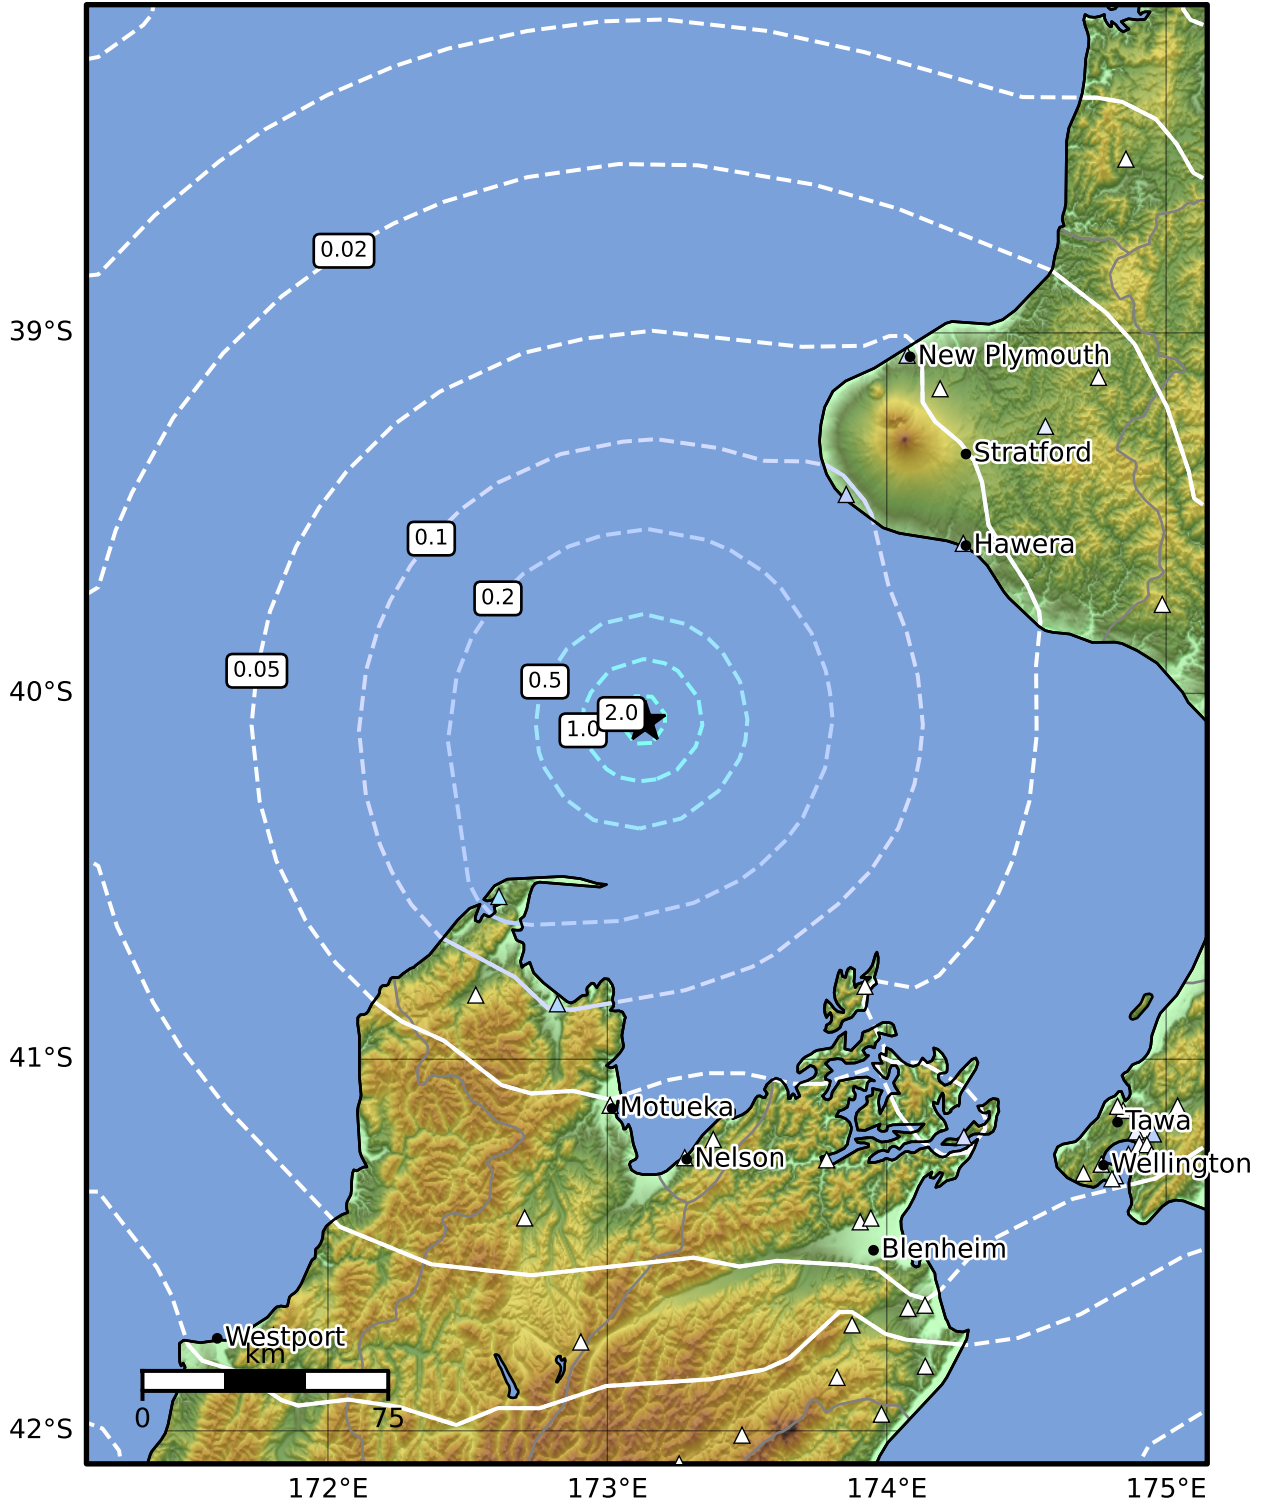 0.02
39°S
New Plymouth
Stratford
0.1
Hawera
0.2
0.05
0.5
40°S
2.0
1.0
41°S
Motueka
Tawa
Nelson
Wellington
Blenheim
Westport
km
0
75
42°S
172°E
173°E
174°E
175°E